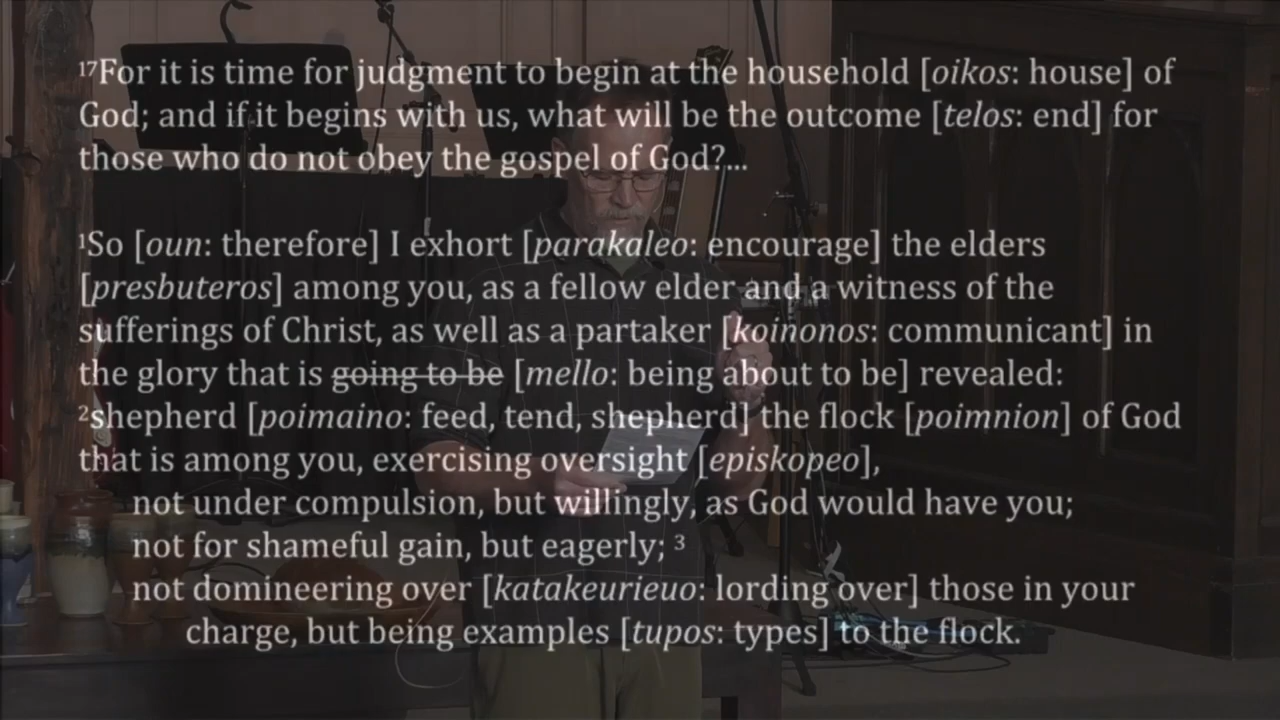 ¹⁷For it is time for judgment to begin at the household [oikos: house] of
God; and if it begins with us, what will be the outcome [telos: end] for
those who do not obey the gospel of God?...
¹So [oun: therefore] I exhort [parakaleo: encourage] the elders
[presbuteros] among you, as a fellow elder and a witness of the
sufferings of Christ, as well as a partaker [koinonos: communicant] in
the glory that is going to be [mello: being about to be] revealed:
²shepherd [poimaino: feed, tend, shepherd] the flock [poimnion] of God
that is among you, exercising oversight [episkopeo],
not under compulsion, but willingly, as God would have you;
not for shameful gain, but eagerly; ³
not domineering over [katakeurieuo: lording over] those in your
charge, but being examples [tupos: types] to the flock.